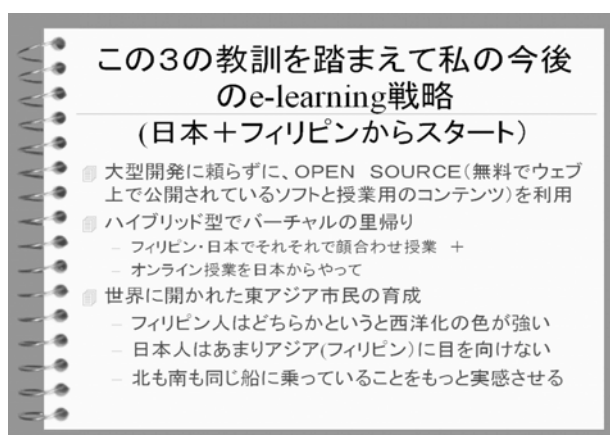 この３の教訓を踏まえて私の今後
のe-learning戦略
(日本＋フィリピンからスタート）
大型開発に頼らずに、OPEN　SOURCE（無料でウェブ
上で公開されているソフトと授業用のコンテンツ）を利用
ハイブリッド型でバーチャルの里帰り
– フィリピン・日本でそれそれで顔合わせ授業　＋
– オンライン授業を日本からやって
世界に開かれた東アジア市民の育成
– フィリピン人はどちらかというと西洋化の色が強い
– 日本人はあまりアジア(フィリピン）に目を向けない
– 北も南も同じ船に乗っていることをもっと実感させる